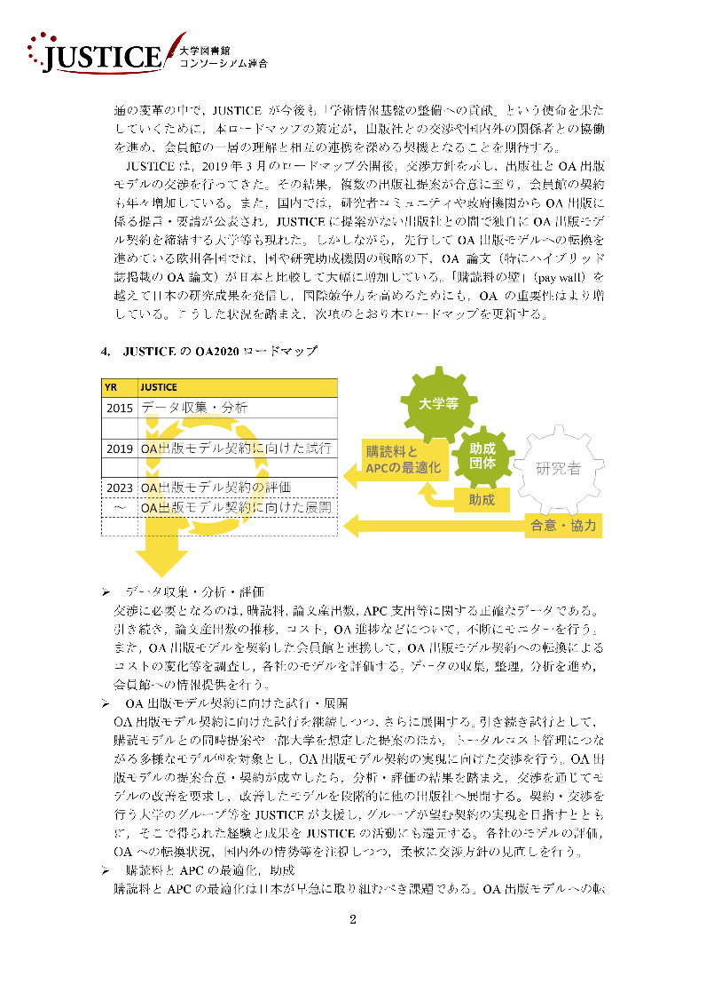 JUSTICE 大学図書館
コンソーシアム連合
通の変革の中で，JUSTICE が今後も「学術情報基盤の整備への貢献」という使命を果た
していくために，本ロードマップの策定が，出版社との交渉や国内外の関係者との協働
を進め，会員館の一層の理解と相互の連携を深める契機となることを期待する。
JUSTICE は，2019 年 3 月のロードマップ公開後，交渉方針を示し，出版社と OA 出版
モデルの交渉を行ってきた。その結果，複数の出版社提案が合意に至り，会員館の契約
も年々増加している。また，国内では，研究者コミュニティや政府機関から OA 出版に
係る提言・要請が公表され，JUSTICE に提案がない出版社との間で独自に OA 出版モデ
ル契約を締結する大学等も現れた。しかしながら，先行して OA 出版モデルへの転換を
進めている欧州各国では，国や研究助成機関の戦略の下，OA 論文（特にハイブリッド
誌掲載の OA 論文）が日本と比較して大幅に増加している。「購読料の壁」（pay wall）を
越えて日本の研究成果を発信し，国際競争力を高めるためにも，OA の重要性はより増
している。こうした状況を踏まえ，次項のとおり本ロードマップを更新する。
4. JUSTICE の OA2020 ロードマップ
YR JUSTICE
2015 データ収集・分析
2019 OA出版モデル契約に向けた試行
2023 OA出版モデル契約の評価
～ OA出版モデル契約に向けた展開
大学等
購読料と
APCの最適化
助成
団体
研究者
助成
合意・協力
➢ データ収集・分析・評価
交渉に必要となるのは，購読料，論文産出数，APC 支出等に関する正確なデータである。
引き続き，論文産出数の推移，コスト，OA 進捗などについて，不断にモニターを行う。
また，OA 出版モデルを契約した会員館と連携して，OA 出版モデル契約への転換による
コストの変化等を調査し，各社のモデルを評価する。データの収集，整理，分析を進め，
会員館への情報提供を行う。
➢ OA 出版モデル契約に向けた試行・展開
OA 出版モデル契約に向けた試行を継続しつつ，さらに展開する。引き続き試行として，
購読モデルとの同時提案や一部大学を想定した提案のほか，トータルコスト管理につな
がる多様なモデル(6)を対象とし，OA 出版モデル契約の実現に向けた交渉を行う。OA 出
版モデルの提案合意・契約が成立したら，分析・評価の結果を踏まえ，交渉を通じてモ
デルの改善を要求し，改善したモデルを段階的に他の出版社へ展開する。契約・交渉を
行う大学のグループ等を JUSTICE が支援し，グループが望む契約の実現を目指すととも
に，そこで得られた経験と成果を JUSTICE の活動にも還元する。各社のモデルの評価，
OA への転換状況，国内外の情勢等を注視しつつ，柔軟に交渉方針の見直しを行う。
➢ 購読料と APC の最適化，助成
購読料と APC の最適化は日本が早急に取り組むべき課題である。OA 出版モデルへの転
2